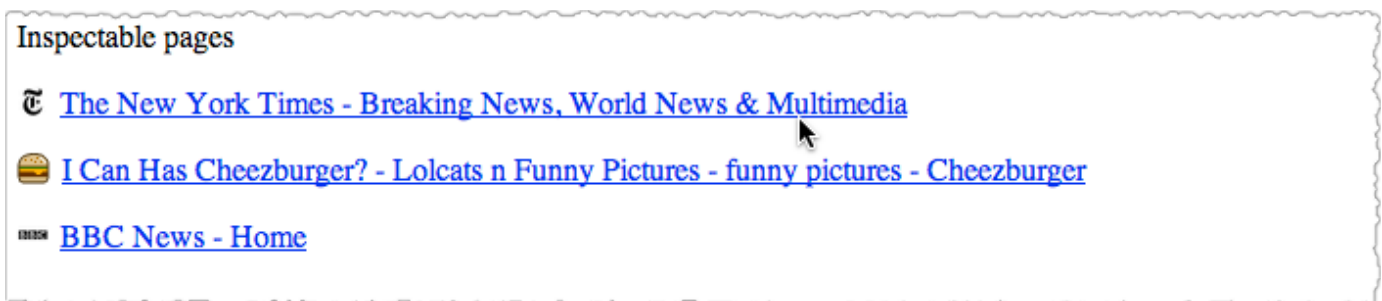 Inspectable pages
The New York Times - Breaking News, World News & Multimedia
I Can Has Cheezburger? - Lolcats n Funny Pictures - funny pictures - Cheezburger
BBC News - Home